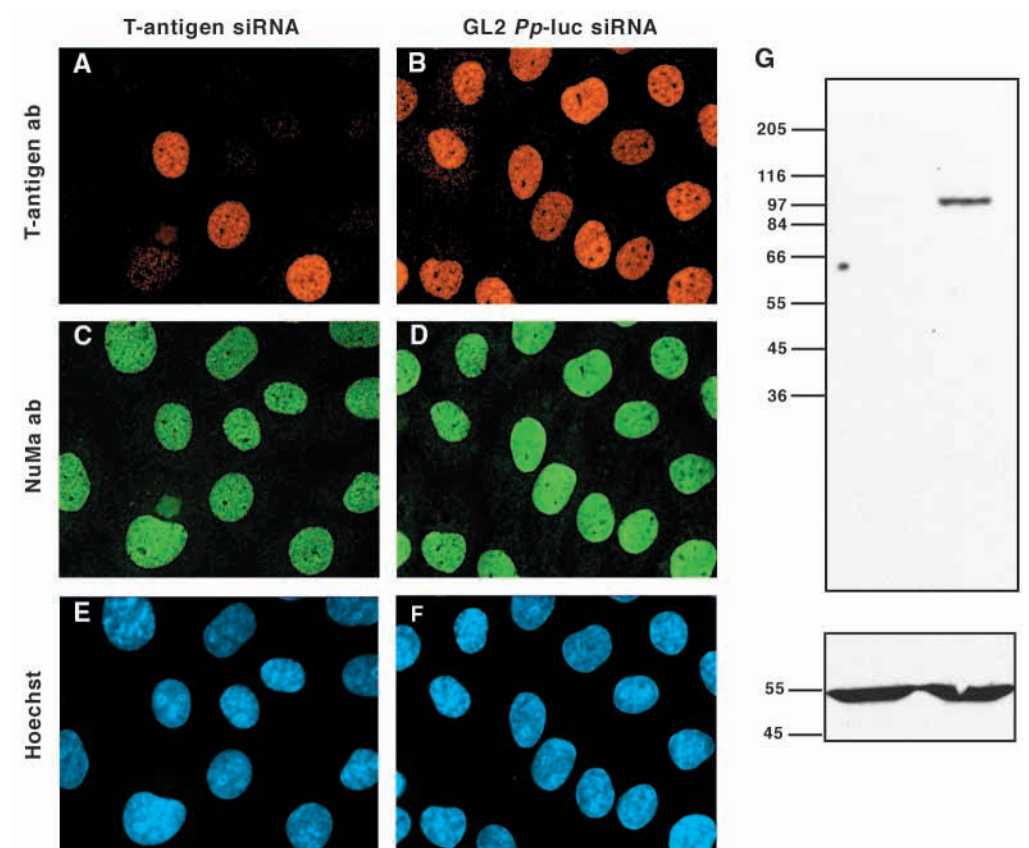 T-antigen siRNA
GL2 Pp-luc siRNA
T-antigen ab
A
B
G
205
116
97
84
66
55
45
36
NuMa ab
C
D
Hoechst
E
F
55
45